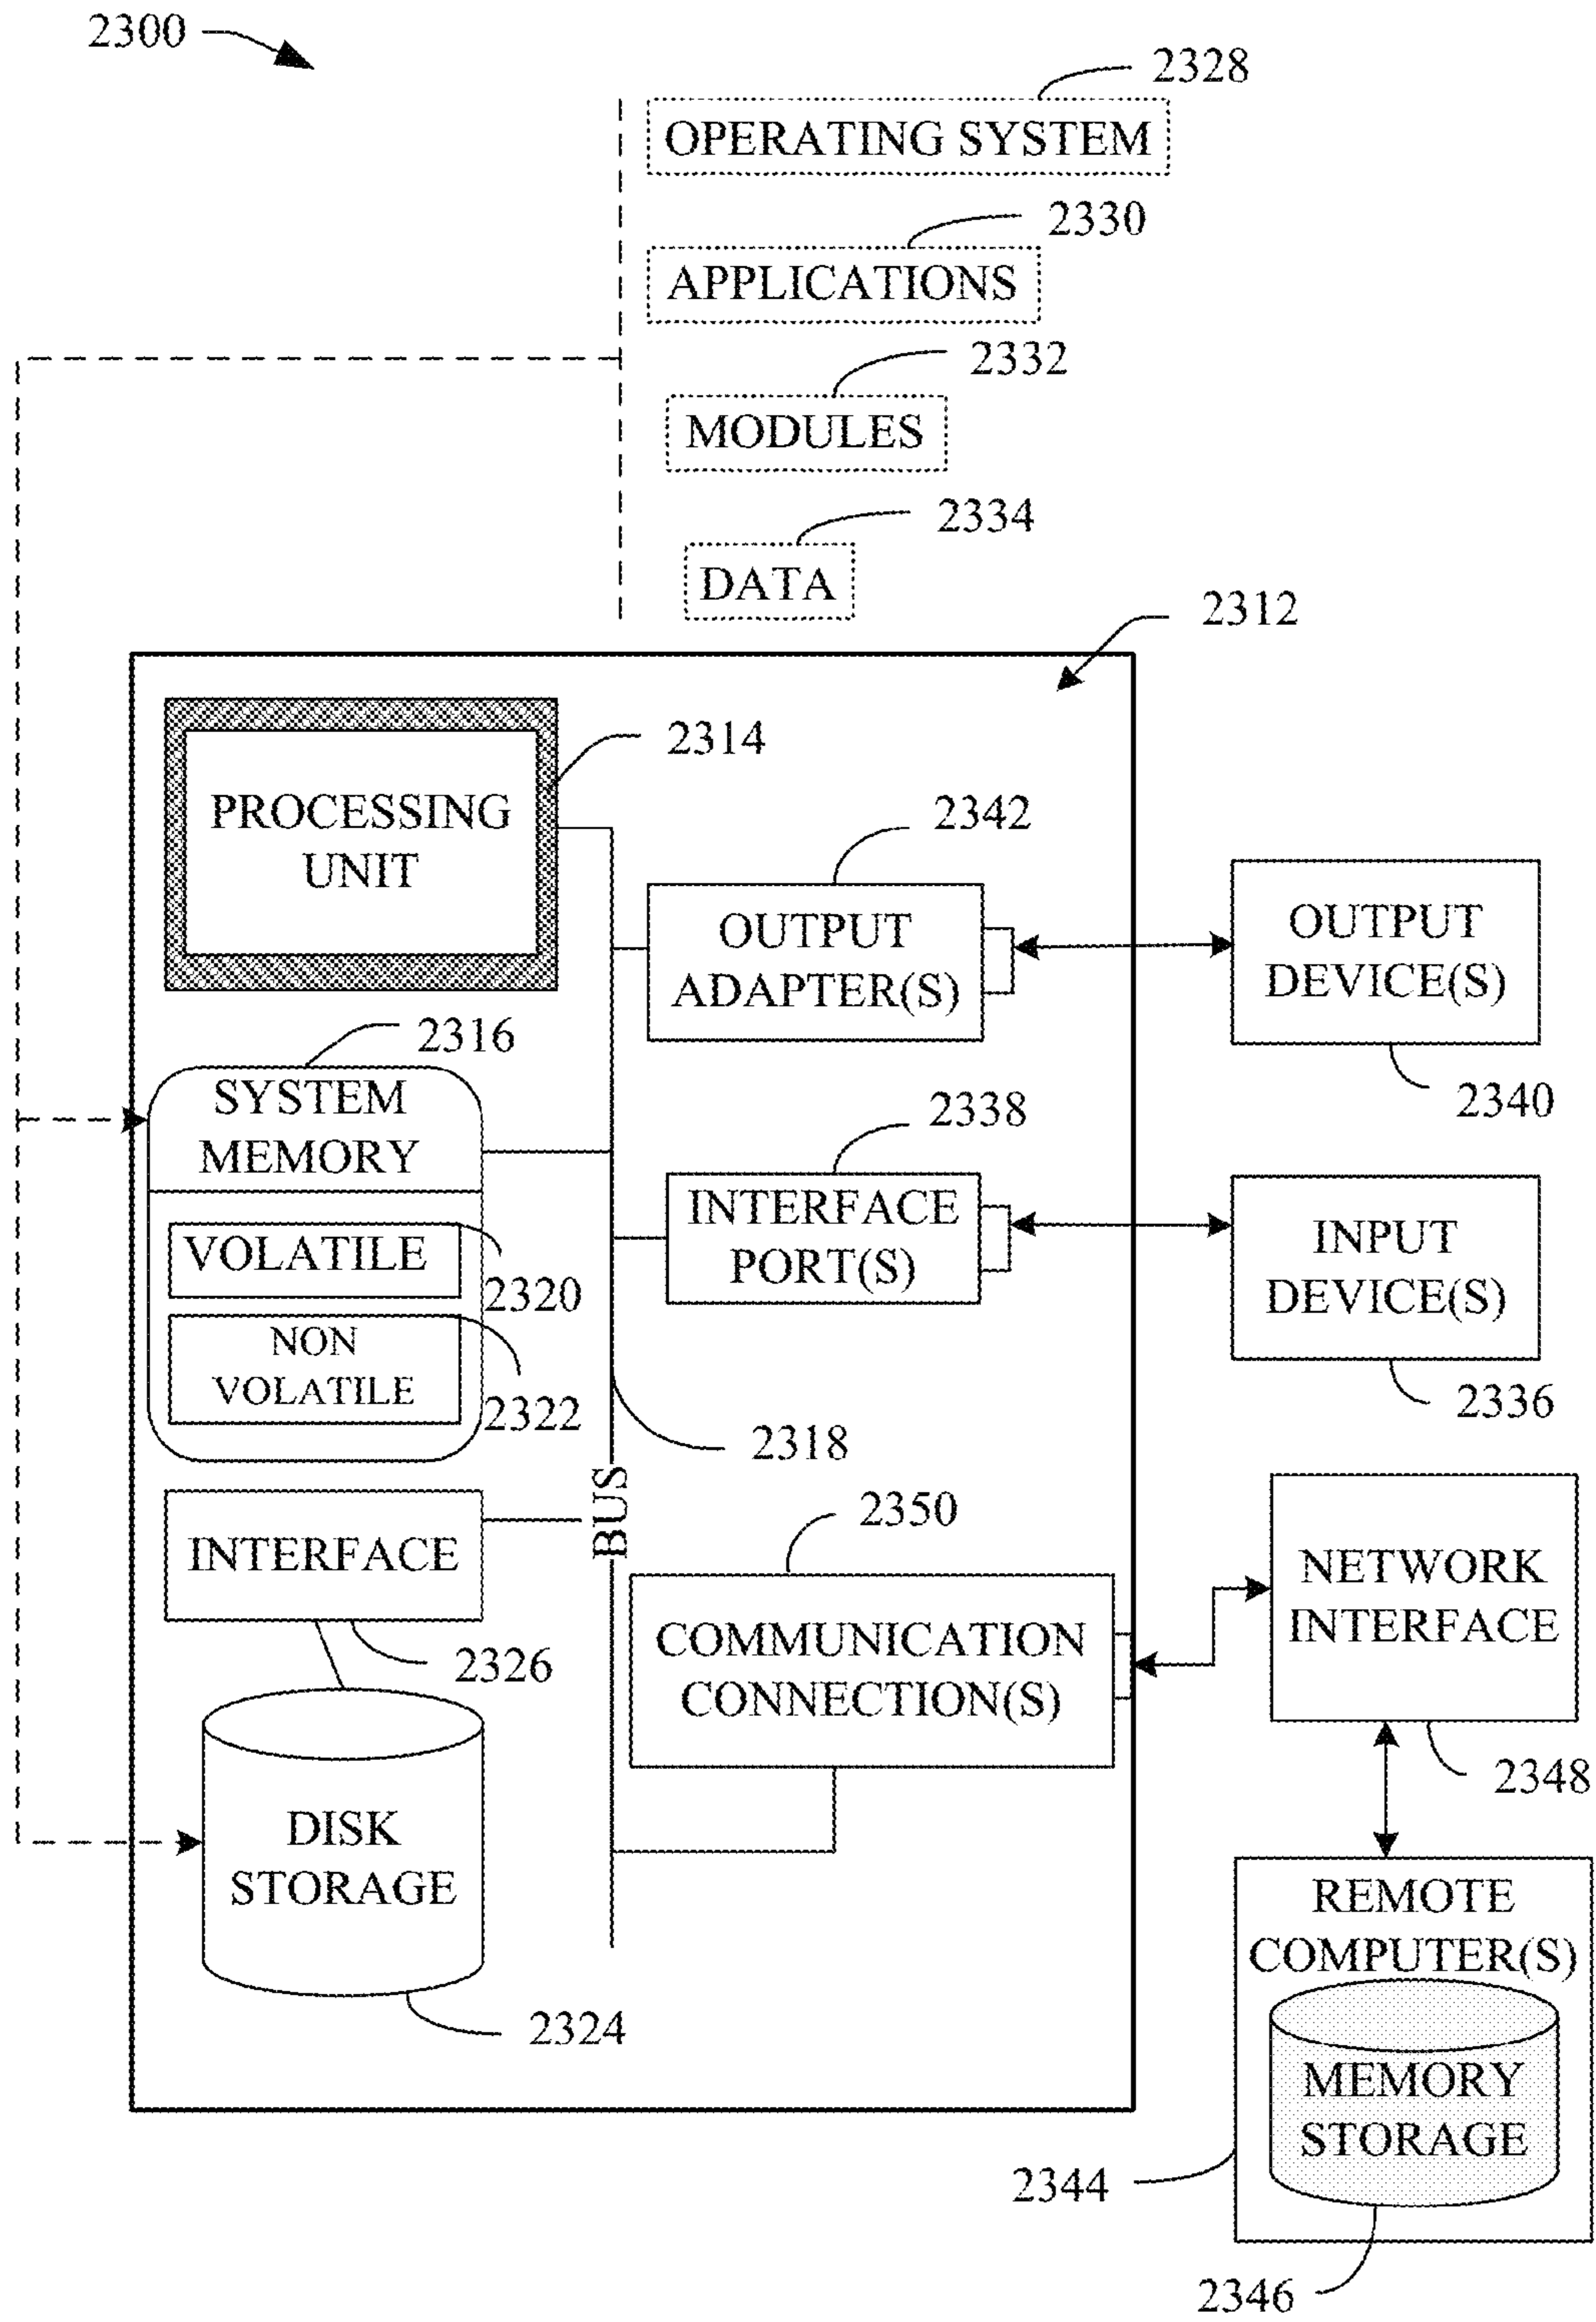 2300
2328
OPERATING SYSTEM
2330
APPLICATIONS
2332
MODULES
2334
DATA
2312
2314
PROCESSING
UNIT
2342
OUTPUT
ADAPTER(S)
OUTPUT
DEVICE(S)
2340
2316
SYSTEM
MEMORY
VOLATILE
2320
NON
VOLATILE
2322
2338
INTERFACE
PORT(S)
INPUT
DEVICE(S)
2336
2318
BUS
INTERFACE
2326
2350
COMMUNICATION
CONNECTION(S)
NETWORK
INTERFACE
2348
DISK
STORAGE
2324
REMOTE
COMPUTER(S)
MEMORY
STORAGE
2344
2346